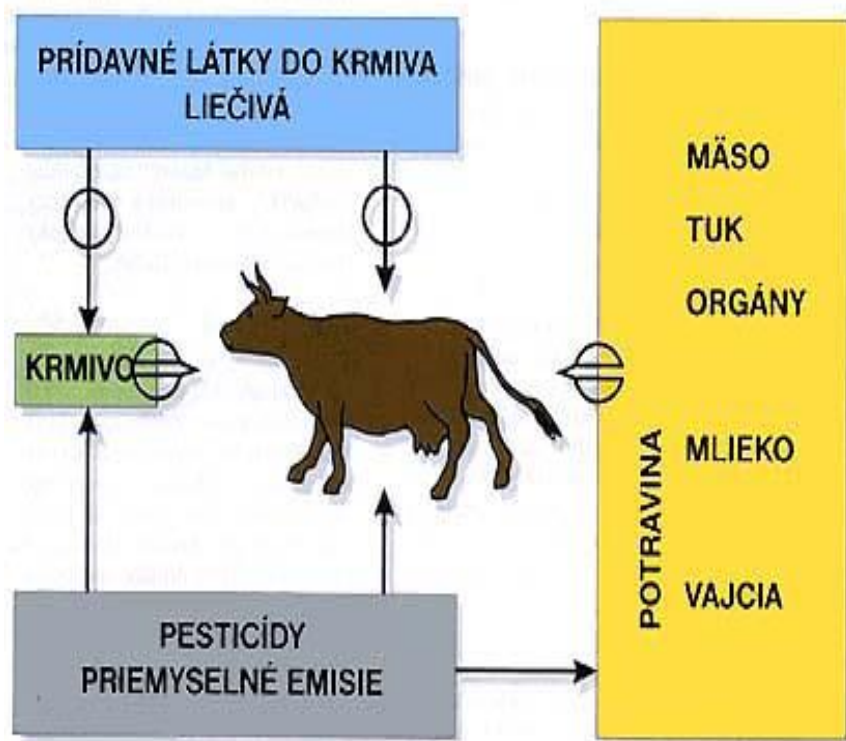 PRÍDAVNÉ LÁTKY DO KRMIVA
LIEČIVÁ
MÄSO
TUK
ORGÁNY
KRMIVO
MLIEKO
POTRAVINA
VAJCIA
PESTICÍDY
PRIEMYSELNÉ EMISIE